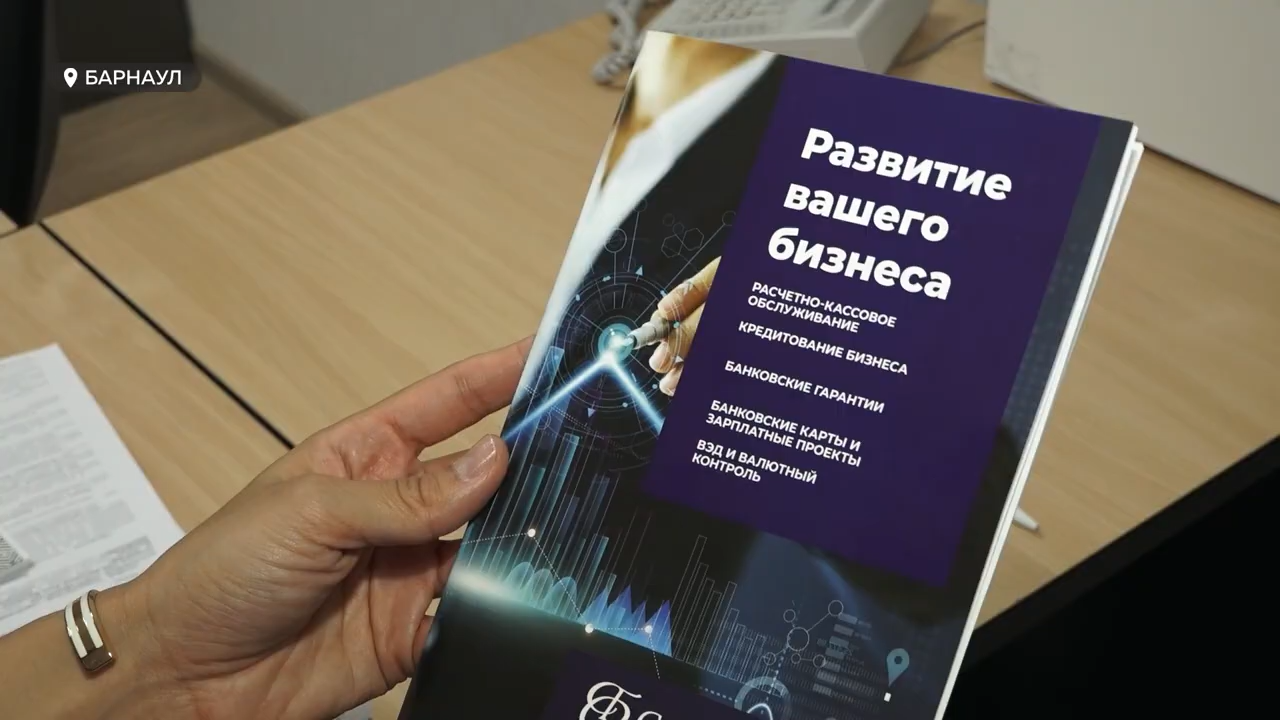 БАРНАУЛ
Развитие
вашего
бизнеса
РАСЧЕТНО-КАССОВОЕ
ОБСЛУЖИВАНИЕ
КРЕДИТОВАНИЕ БИЗНЕСА
БАНКОВСКИЕ ГАРАНТИИ
БАНКОВСКИЕ КАРТЫ И
ЗАРПЛАТНЫЕ ПРОЕКТЫ
ВЭД И ВАЛЮТНЫЙ
КОНТРОЛЬ